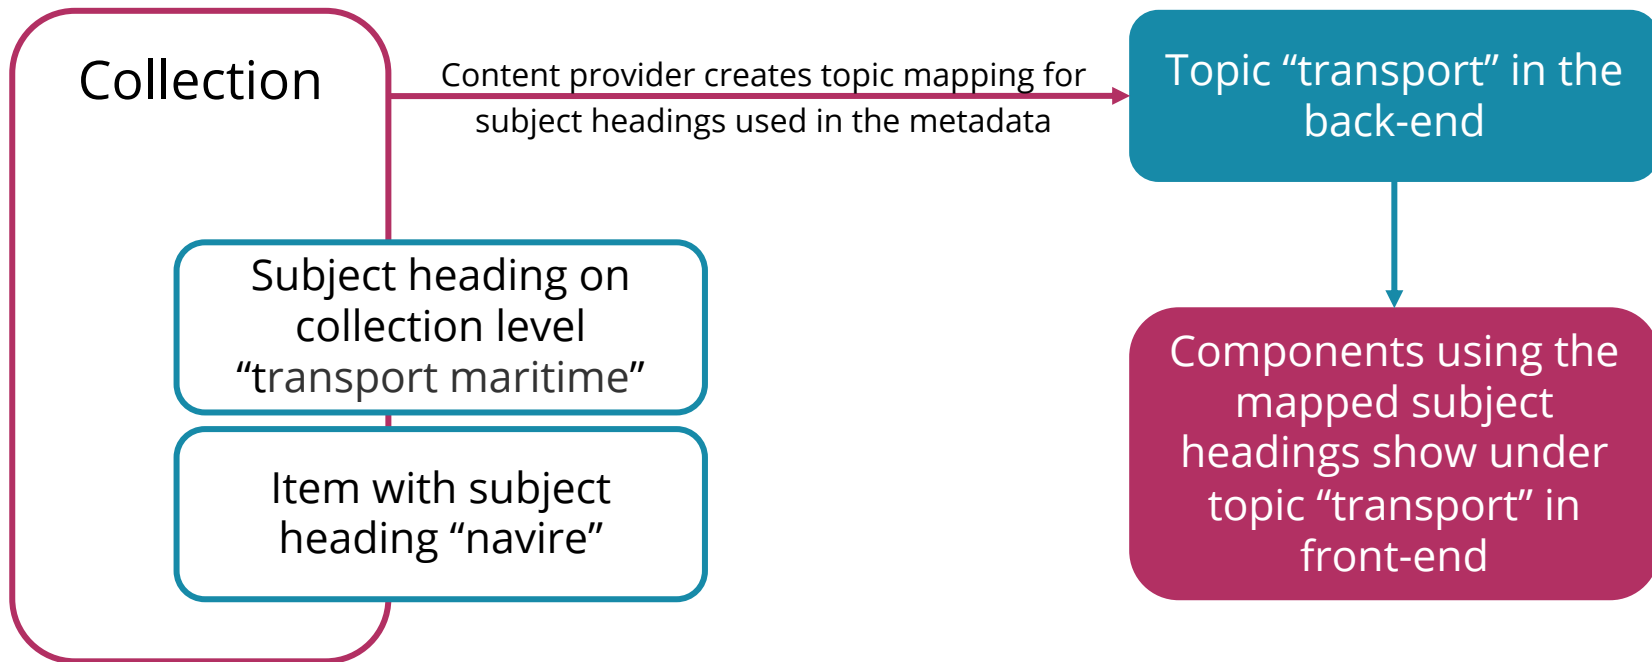 Collection
Content provider creates topic mapping for
subject headings used in the metadata
Topic “transport” in the
back-end
Subject heading on
collection level
“transport maritime”
Item with subject
heading “navire”
Components using the
mapped subject
headings show under
topic “transport” in
front-end